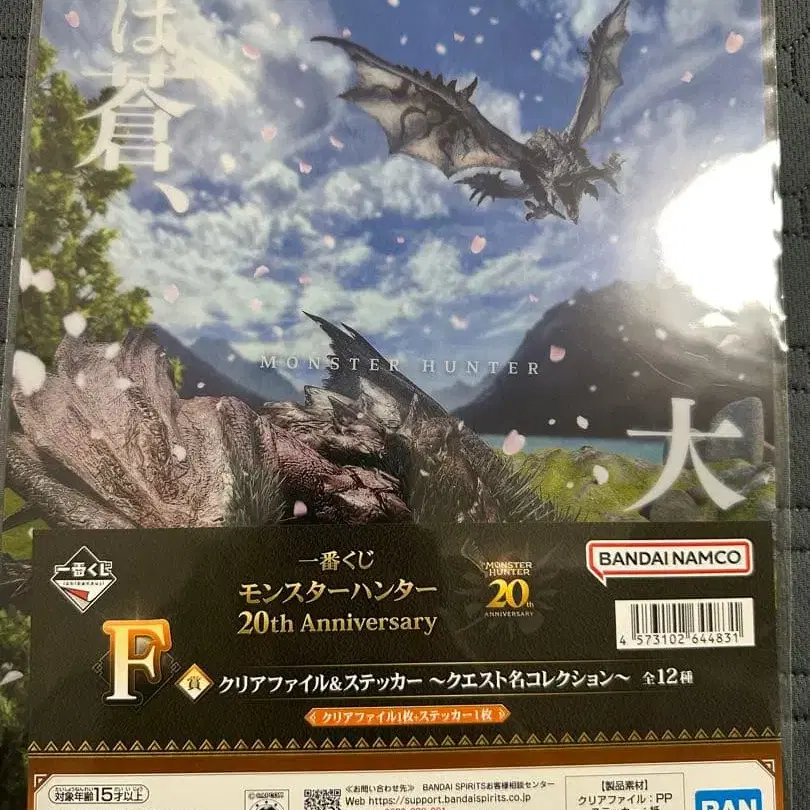 は蒼、
MONSTER HUNTER
大
一番くじ
一番くじ
モンスターハンター
20th Anniversary
MONSTER
HUNTER
20th
ANNIVERSARY
BANDAI NAMCO
4 573102 644831
F賞 クリアファイル&ステッカー ～クエスト名コレクション～ 全12種
クリアファイル1枚+ステッカー1枚
対象年齢15才以上
≪お問い合わせ先≫ BANDAI SPIRITSお客様相談センター
Web https://support.bandaispirits.co.jp
【製品素材】
クリアファイル：PP
BAN